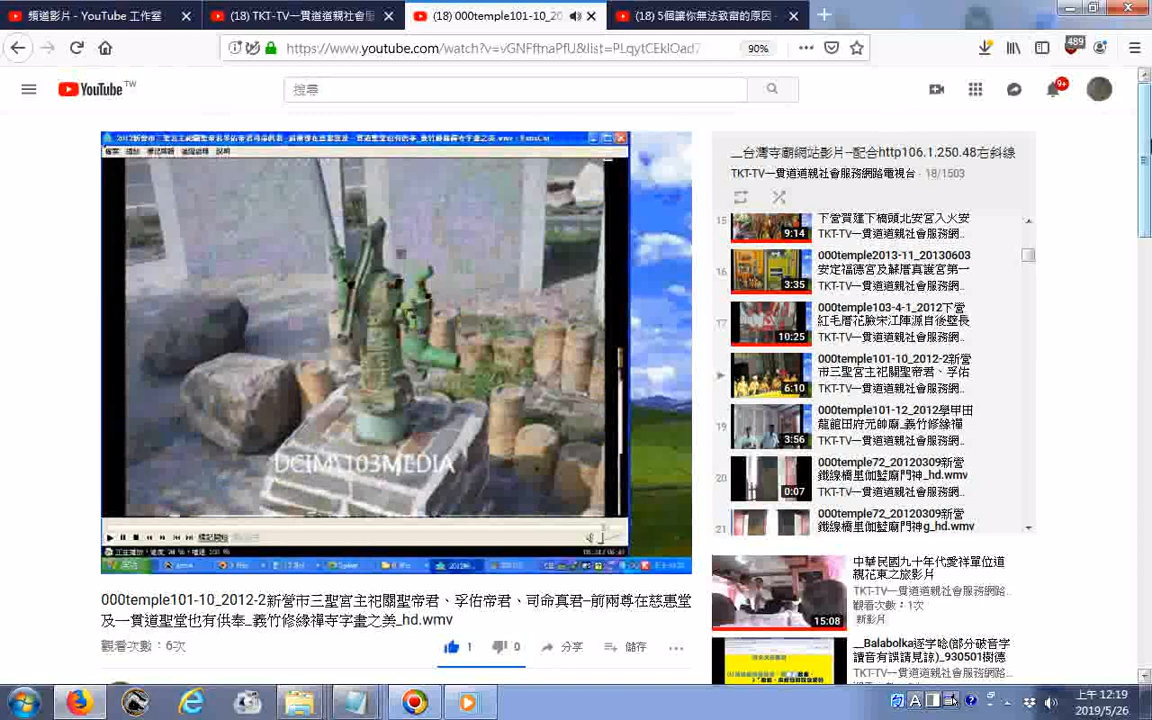 頻道影片 - YouTube 工作室
(18) TKT-TV一貫道道親社會服
(18) 000temple101-10_20
(18) 5個讓你無法致富的原因 -
https://www.youtube.com/watch?v=vGNFftnaPfU&list=PLqytCEklOad7
90%
489
YouTube TW
搜尋
9+
DCIM\103MEDIA
000temple101-10_2012-2新營市三聖宮主祀關聖帝君、孚佑帝君、司命真君–前兩尊在慈惠堂
及一貫道聖堂也有供奉_義竹修緣禪寺字畫之美_hd.wmv
觀看次數：6次
1
0
分享
儲存
__台灣寺廟網站影片–配合http106.1.250.48右斜線
TKT-TV一貫道道親社會服務網路電視台 - 18/1503
15
9:14
下營賀建下橋頭北安宮入火安
TKT-TV一貫道道親社會服務網..
16
3:35
000temple2013-11_20130603
安定福德宮及蘇厝真護宮第一
TKT-TV一貫道道親社會服務網..
17
10:25
000temple103-4-1_2012下營
紅毛厝花臉宋江陣源自後壁長
TKT-TV一貫道道親社會服務網..
6:10
000temple101-10_2012-2新營
市三聖宮主祀關聖帝君、孚佑
TKT-TV一貫道道親社會服務網..
19
3:56
000temple101-12_2012學甲田
龍館田府元帥廟_義竹修緣禪
TKT-TV一貫道道親社會服務網..
20
0:07
000temple72_20120309新營
鐵線橋里伽藍廟門神_hd.wmv
TKT-TV一貫道道親社會服務網..
21
000temple72_20120309新營
鐵線橋里伽藍廟門神g_hd.wmv
15:08
中華民國九十年代愛祥單位道
親花東之旅影片
TKT-TV一貫道道親社會服務網路..
觀看次數：1次
新影片
__Balabolka逐字唸(部分破音字
讀音有誤請見諒)_930501樹德
TKT-TV一貫道道親社會服務網路..
上午 12:19
2019/5/26